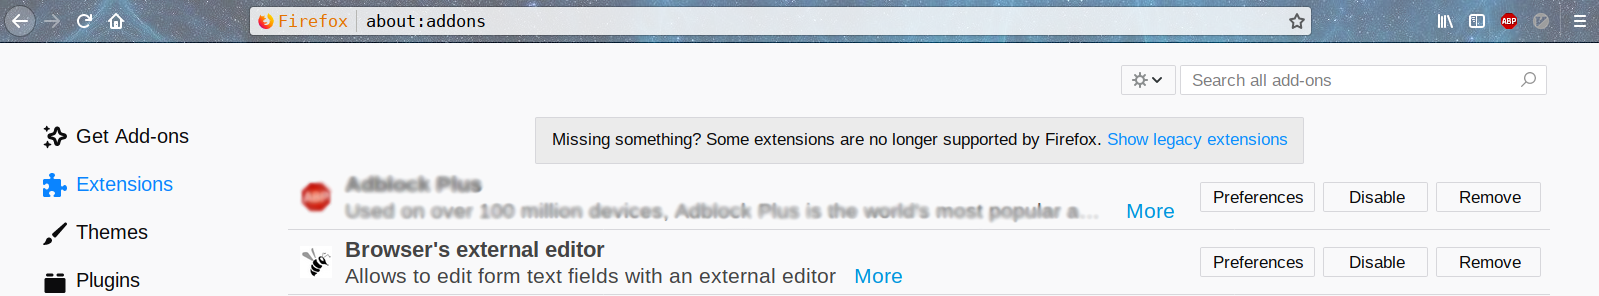 Firefox about:addons ABP
Search all add-ons
Get Add-ons
Missing something? Some extensions are no longer supported by Firefox. Show legacy extensions
Extensions
Adblock Plus
ABP
Used on over 100 million devices, Adblock Plus is the world's most popular a... More
Preferences Disable Remove
Themes
Browser's external editor
Allows to edit form text fields with an external editor More
Preferences Disable Remove
Plugins